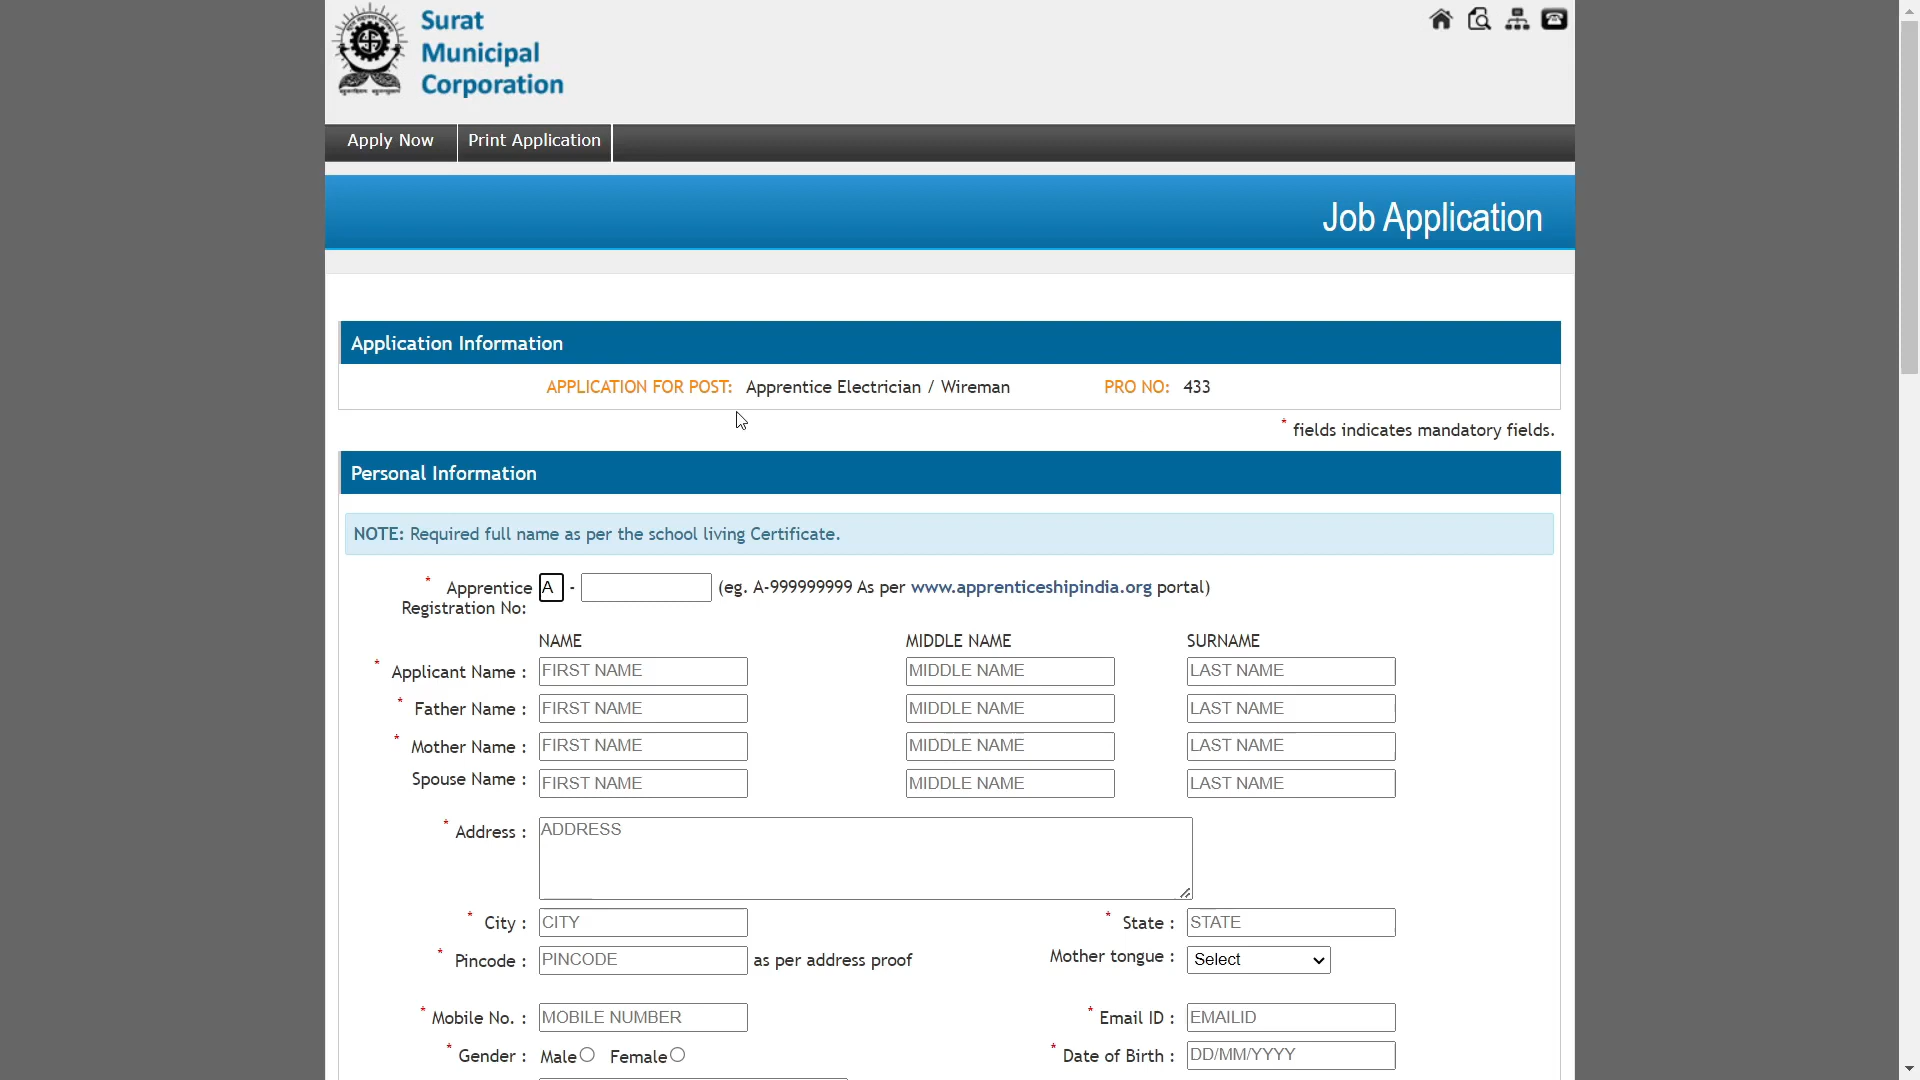 Surat
Municipal
Corporation
Apply Now
Print Application
Job Application
Application Information
APPLICATION FOR POST: Apprentice Electrician / Wireman PRO NO: 433
* fields indicates mandatory fields.
Personal Information
NOTE: Required full name as per the school living Certificate.
* Apprentice Registration No: A - (eg. A-999999999 As per www.apprenticeshipindia.org portal)
NAME MIDDLE NAME SURNAME
* Applicant Name : FIRST NAME MIDDLE NAME LAST NAME
* Father Name : FIRST NAME MIDDLE NAME LAST NAME
* Mother Name : FIRST NAME MIDDLE NAME LAST NAME
Spouse Name : FIRST NAME MIDDLE NAME LAST NAME
* Address : ADDRESS
* City : CITY * State : STATE
* Pincode : PINCODE as per address proof Mother tongue : Select
* Mobile No. : MOBILE NUMBER * Email ID : EMAILID
* Gender : Male Female * Date of Birth : DD/MM/YYYY